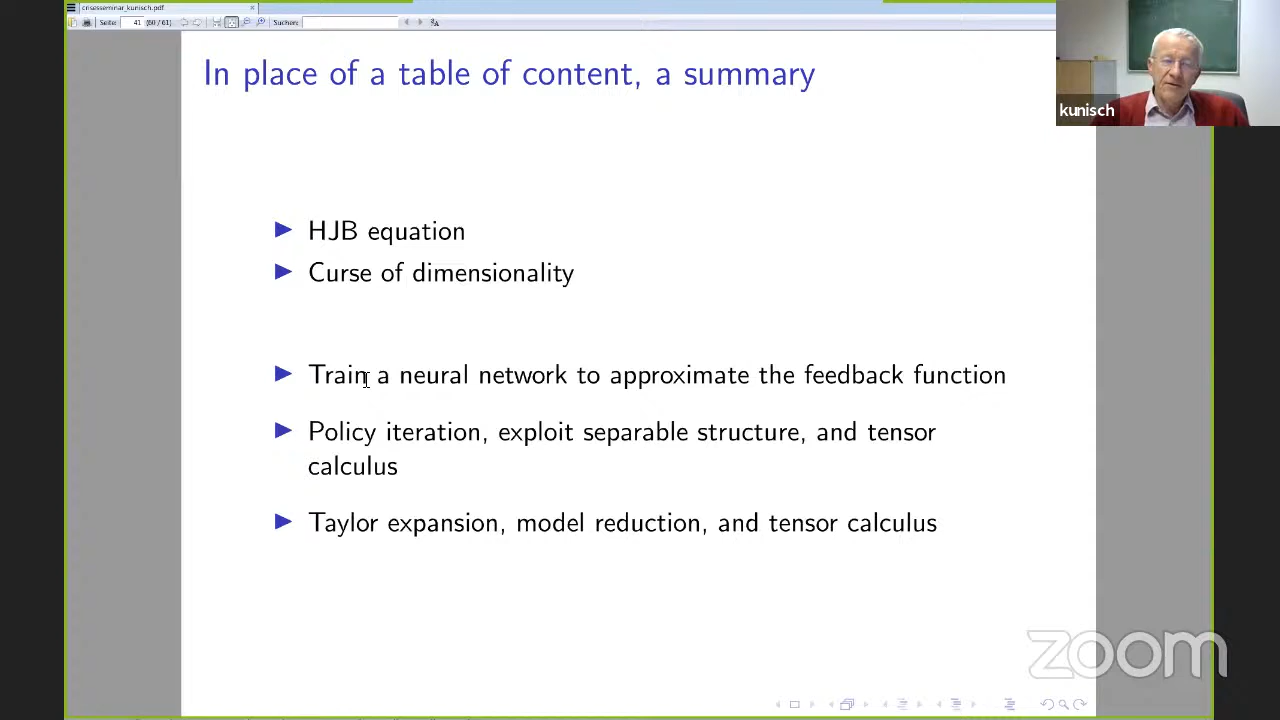 crisesseminar_kunisch.pdf
Seite: 41 (60 / 61) Suchen:
In place of a table of content, a summary
kunisch
HJB equation
Curse of dimensionality
Train a neural network to approximate the feedback function
Policy iteration, exploit separable structure, and tensor
calculus
Taylor expansion, model reduction, and tensor calculus
zoom